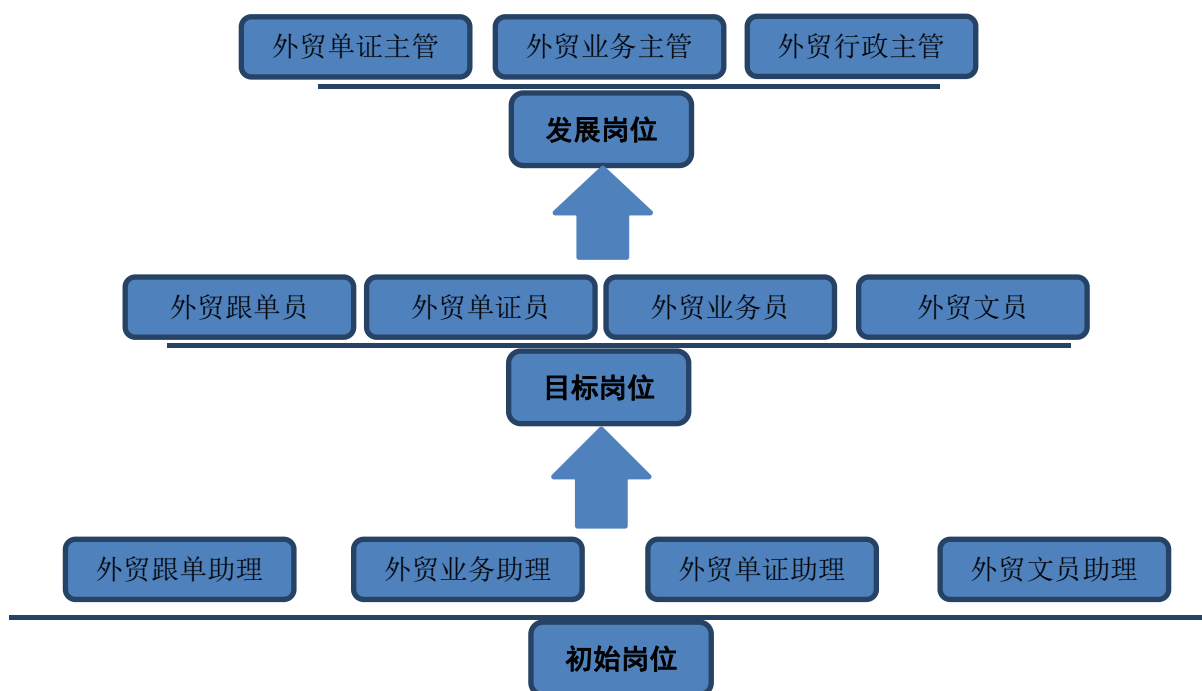 外贸单证主管 外贸业务主管 外贸行政主管
发展岗位
外贸跟单员 外贸单证员 外贸业务员 外贸文员
目标岗位
外贸跟单助理 外贸业务助理 外贸单证助理 外贸文员助理
初始岗位